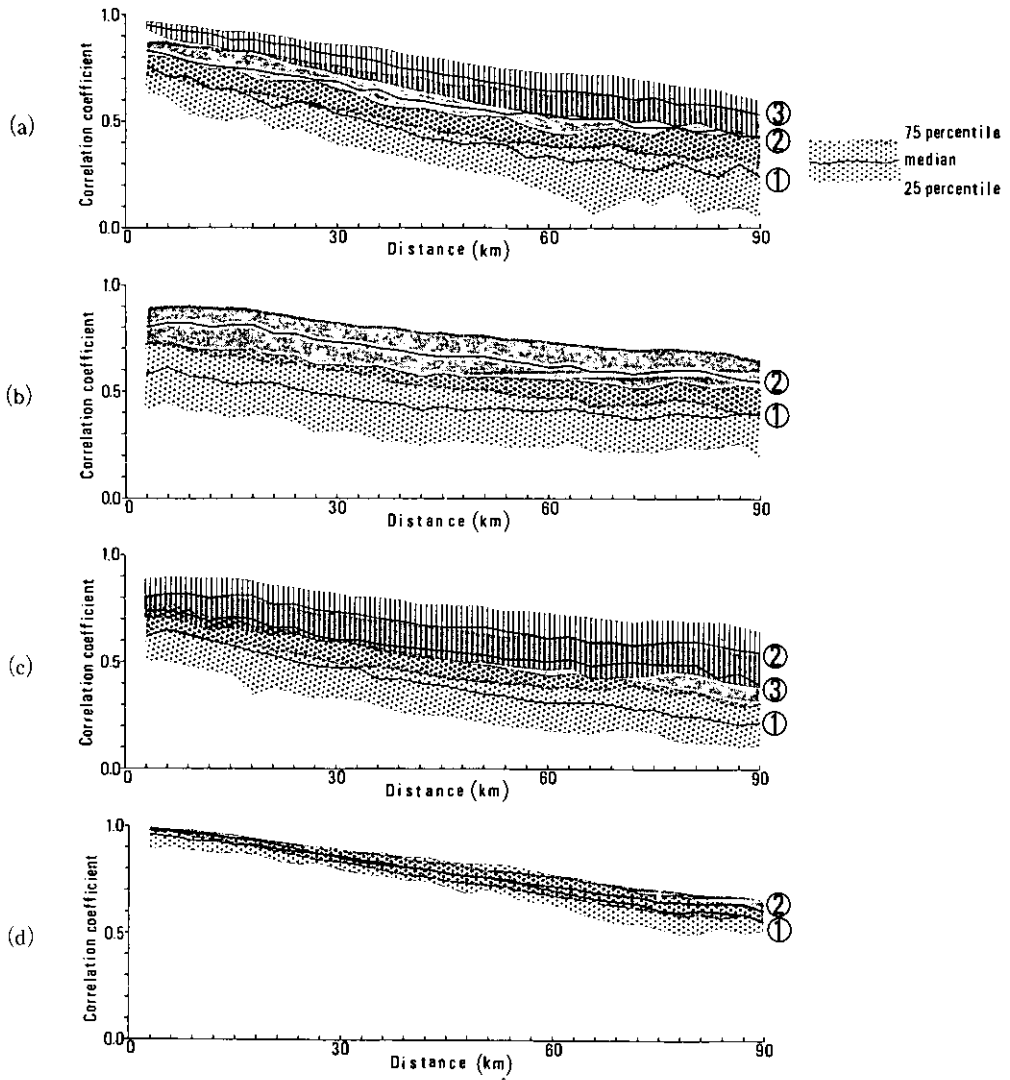 (a)
Correlation coefficient
1.0
0.5
0.0
0 30 60 90
Distance (km)
③
②
①
75 percentile
median
25 percentile
(b)
Correlation coefficient
1.0
0.5
0.0
0 30 60 90
Distance (km)
②
①
(c)
Correlation coefficient
1.0
0.5
0.0
0 30 60 90
Distance (km)
②
③
①
(d)
Correlation coefficient
1.0
0.5
0.0
0 30 60 90
Distance (km)
②
①